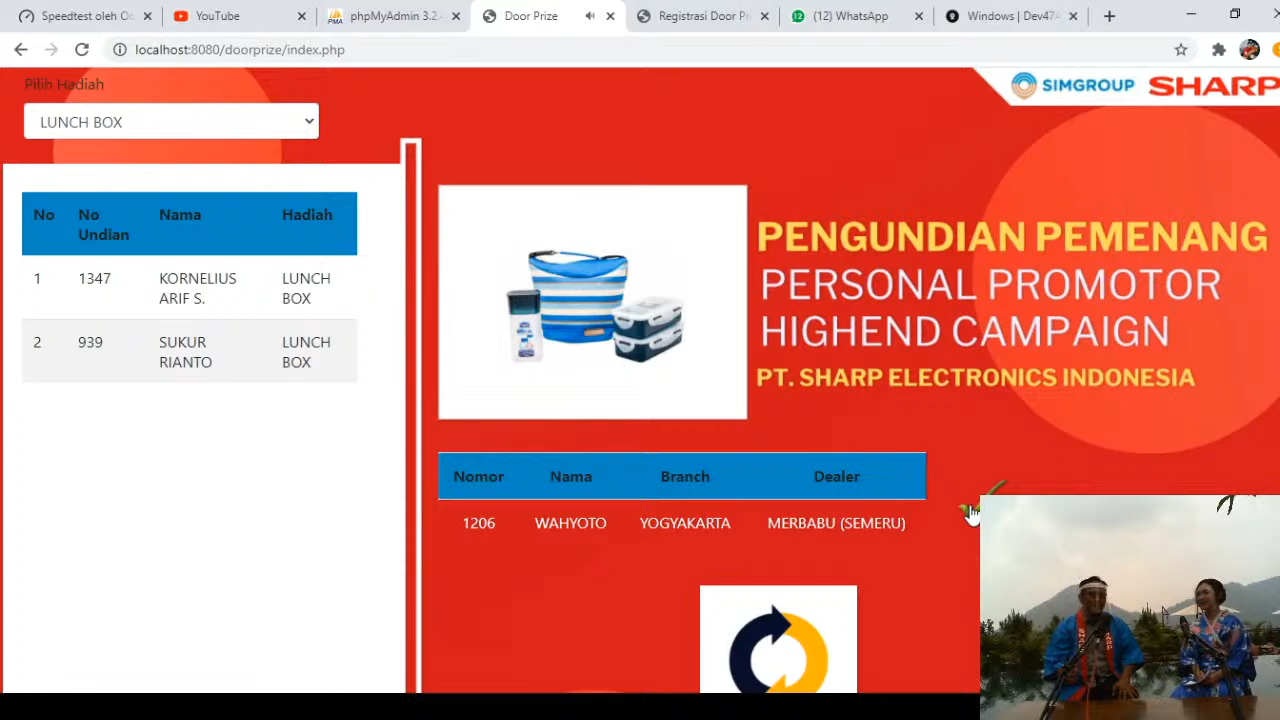 Speedtest oleh Oo
YouTube
phpMyAdmin 3.2.
Door Prize
Registrasi Door Pr
(12) WhatsApp
Windows | Dev47
localhost:8080/doorprize/index.php
Pilih Hadiah
LUNCH BOX
SIMGROUP
SHARP
No
No Undian
Nama
Hadiah
1
1347
KORNELIUS ARIF S.
LUNCH BOX
2
939
SUKUR RIANTO
LUNCH BOX
PENGUNDIAN PEMENANG
PERSONAL PROMOTOR
HIGHEND CAMPAIGN
PT. SHARP ELECTRONICS INDONESIA
Nomor
Nama
Branch
Dealer
1206
WAHYOTO
YOGYAKARTA
MERBABU (SEMERU)